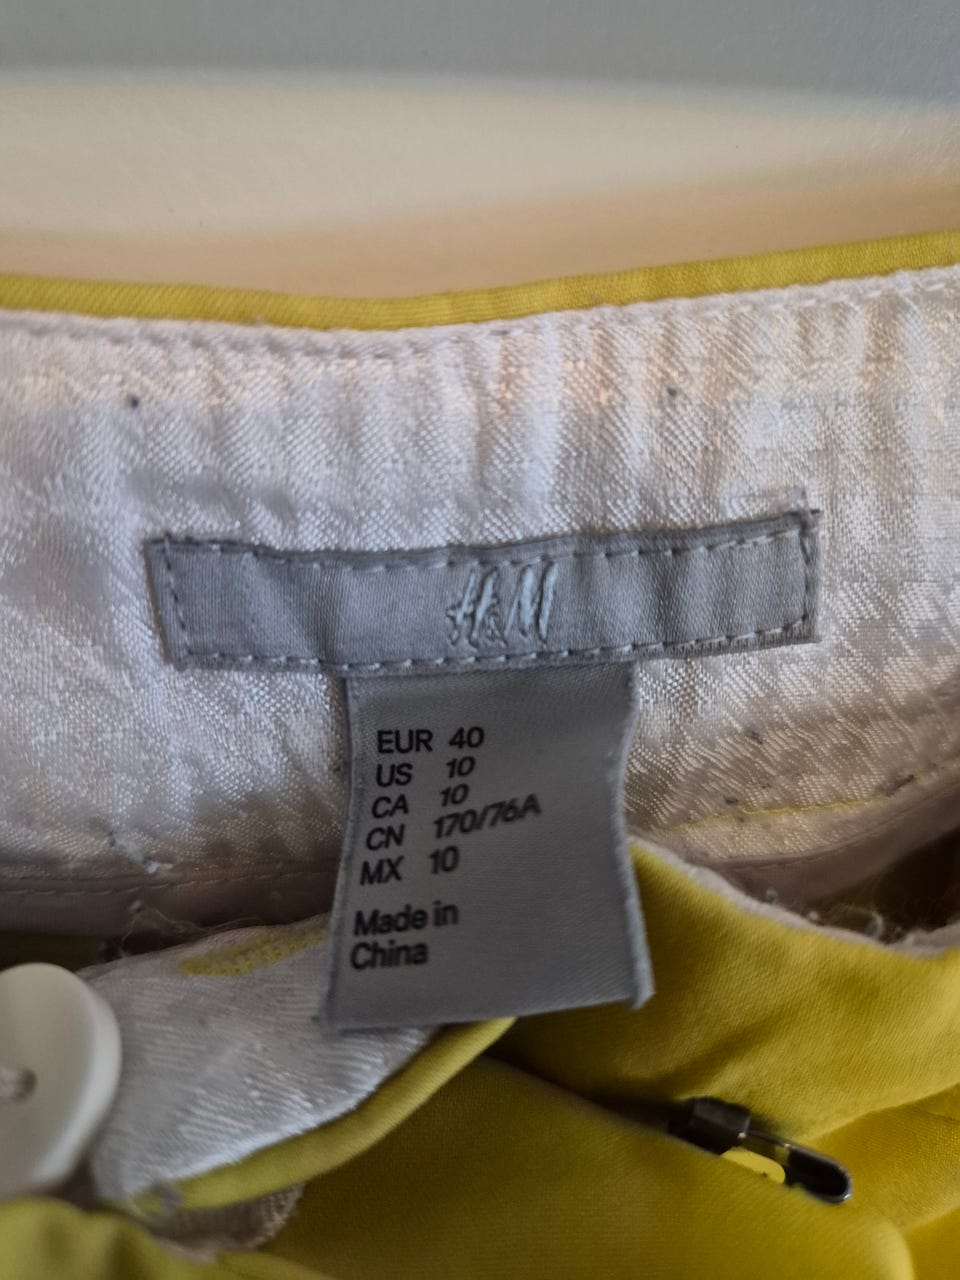 H&M
EUR 40
US 10
CA 10
CN 170/76A
MX 10
Made in
China